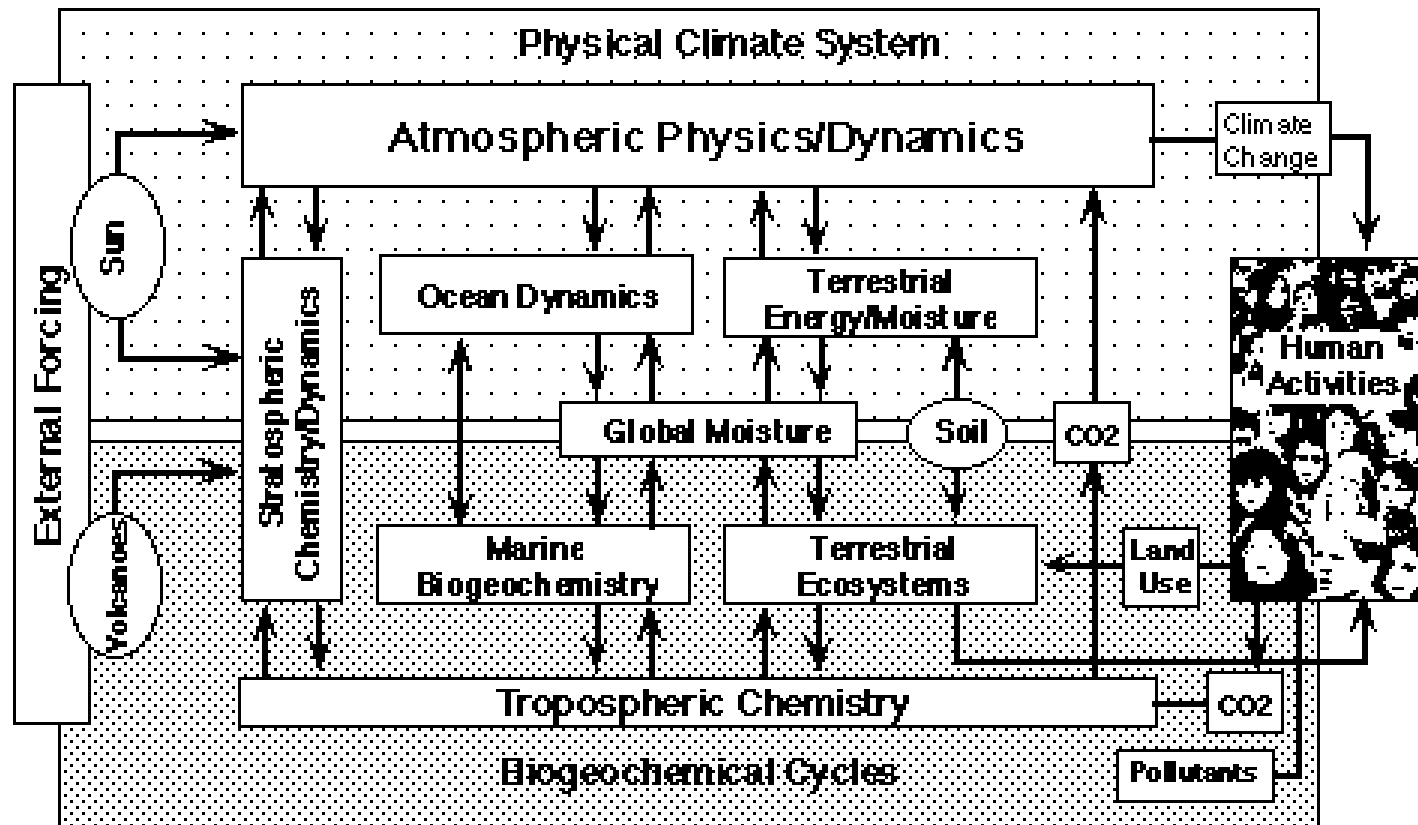 Physical Climate System
Atmospheric Physics/Dynamics
Climate
Change
External Forcing
Sun
Stratospheric
Chemistry/Dynamics
Ocean Dynamics
Terrestrial
Energy/Moisture
Human
Activities
Global Moisture
Soil
CO2
Volcanoes
Marine
Biogeochemistry
Terrestrial
Ecosystems
Land
Use
Tropospheric Chemistry
CO2
Biogeochemical Cycles
Pollutants